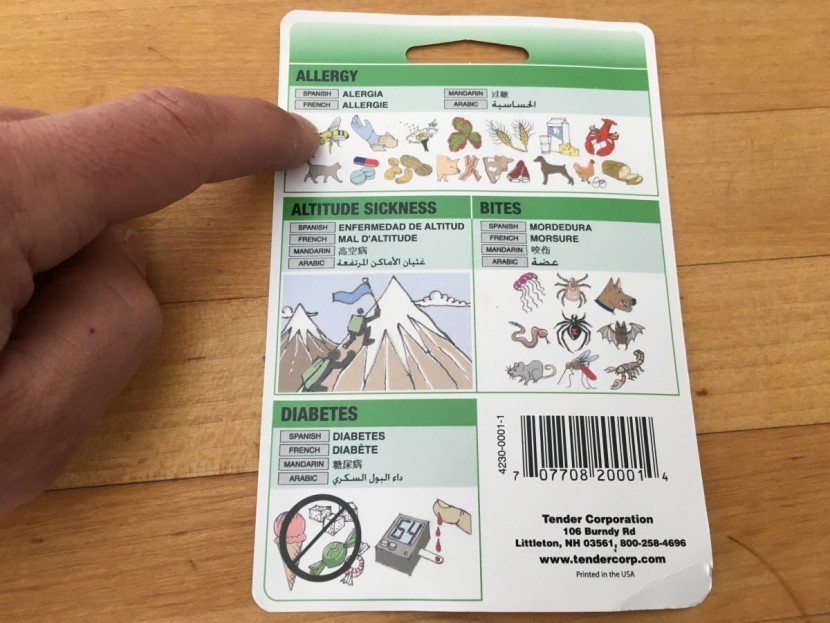 ALLERGY
SPANISH ALERGIA
FRENCH ALLERGIE
MANDARIN 过敏
ARABIC الحساسية
ALTITUDE SICKNESS
SPANISH ENFERMEDAD DE ALTITUD
FRENCH MAL D'ALTITUDE
MANDARIN 高空病
ARABIC غثيان الأماكن المرتفعة
BITES
SPANISH MORDEDURA
FRENCH MORSURE
MANDARIN 咬伤
ARABIC عضة
DIABETES
SPANISH DIABETES
FRENCH DIABÈTE
MANDARIN 糖尿病
ARABIC داء البول السكري
64
4230-0001-1
7 07708 20001 4
Tender Corporation
106 Burndy Rd
Littleton, NH 03561, 800-258-4696
www.tendercorp.com
Printed in the USA